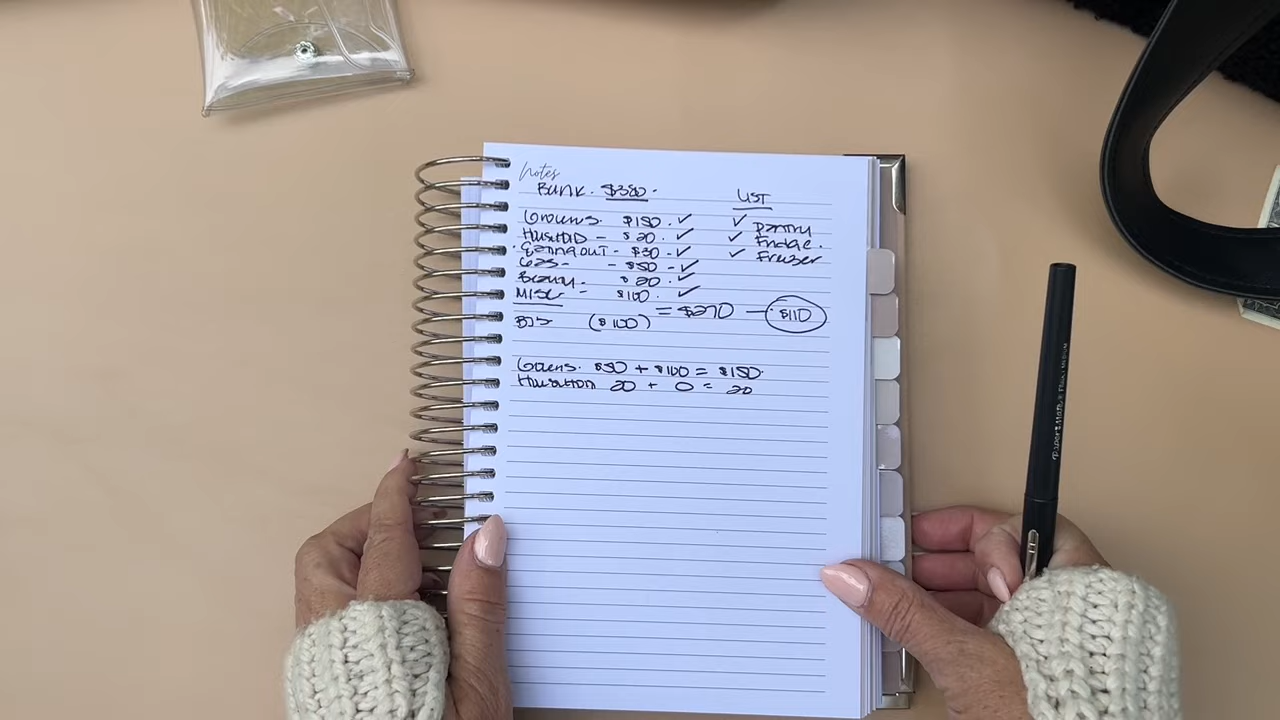 notes
Bank. $380.
LIST
Groceries. $150. ✓
Household - $20. ✓
Eating out - $30. ✓
Gas - - $50 - ✓
Beauty. - $20. ✓
Misc - $100. ✓
✓ Pantry
✓ Fridge.
✓ Freezer
= $270 - $110
BJs ($100)
$50 + $100 = $150.
Household 20 + 0 = 20